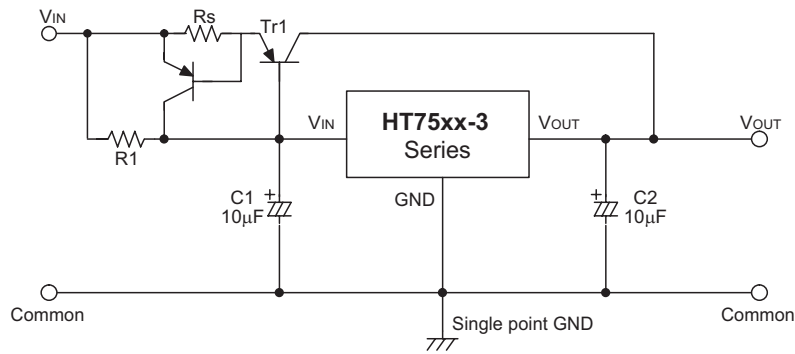 VIN
Rs
Tr1
R1
VIN
HT75xx-3
Series
VOUT
VOUT
GND
C1
10µF
+
C2
10µF
+
Common
Single point GND
Common